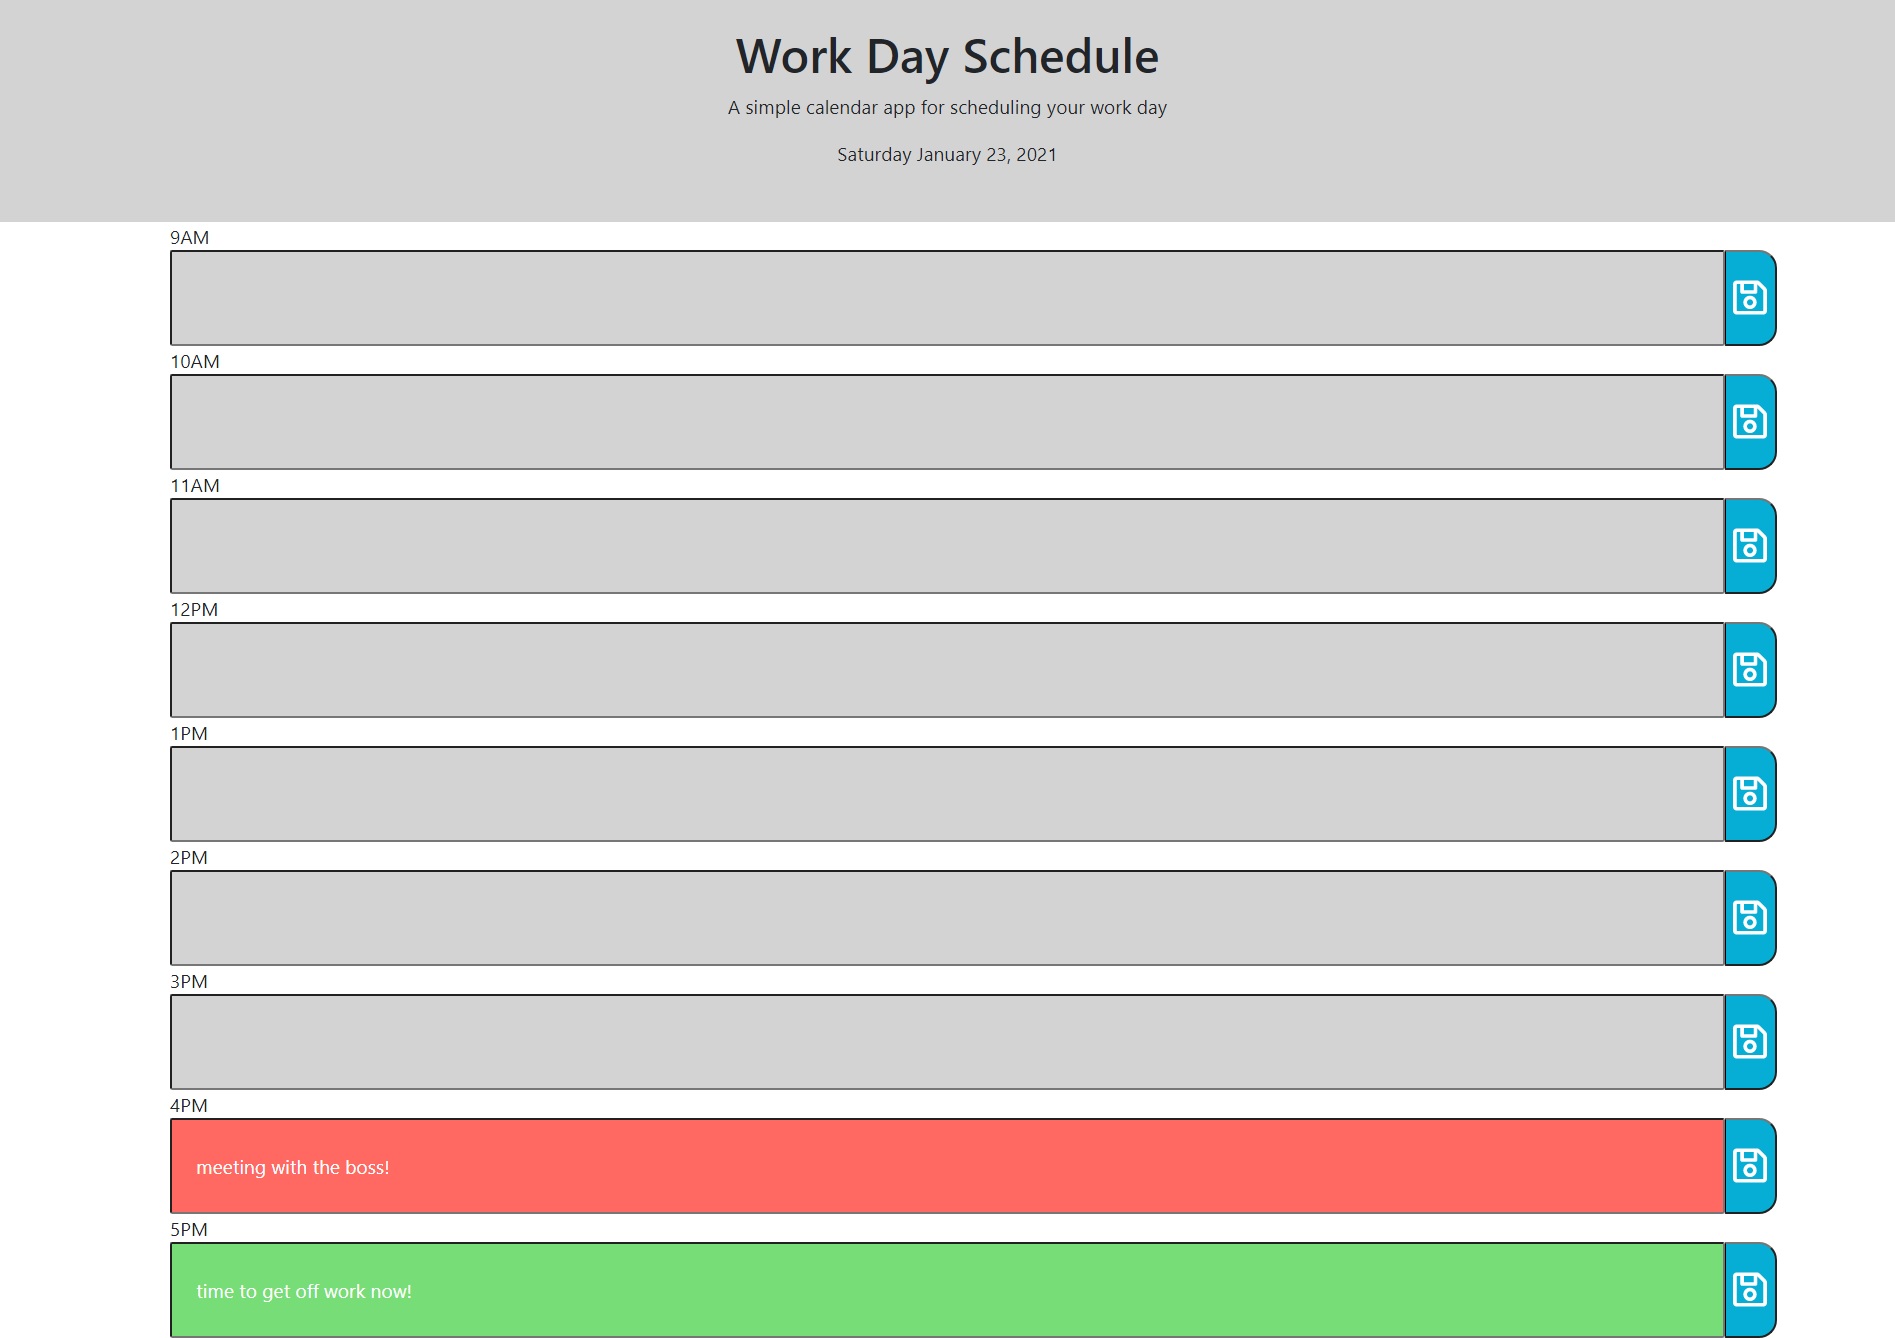 Work Day Schedule
A simple calendar app for scheduling your work day
Saturday January 23, 2021
9AM
10AM
11AM
12PM
1PM
2PM
3PM
4PM
meeting with the boss!
5PM
time to get off work now!